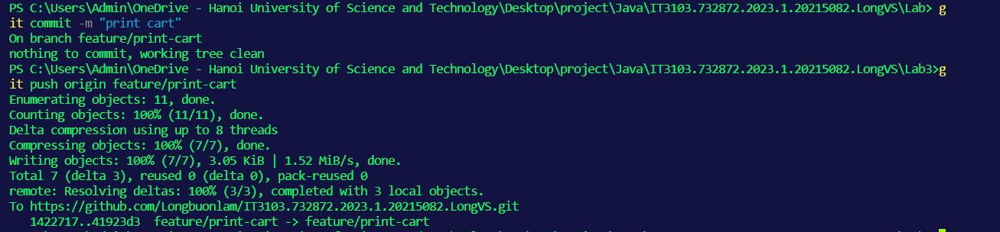 PS C:\Users\Admin\OneDrive - Hanoi University of Science and Technology\Desktop\project\Java\IT3103.732872.2023.1.20215082.LongVS\Lab> g
it commit -m "print cart"
On branch feature/print-cart
nothing to commit, working tree clean
PS C:\Users\Admin\OneDrive - Hanoi University of Science and Technology\Desktop\project\Java\IT3103.732872.2023.1.20215082.LongVS\Lab3>g
it push origin feature/print-cart
Enumerating objects: 11, done.
Counting objects: 100% (11/11), done.
Delta compression using up to 8 threads
Compressing objects: 100% (7/7), done.
Writing objects: 100% (7/7), 3.05 KiB | 1.52 MiB/s, done.
Total 7 (delta 3), reused 0 (delta 0), pack-reused 0
remote: Resolving deltas: 100% (3/3), completed with 3 local objects.
To https://github.com/Longbuonlam/IT3103.732872.2023.1.20215082.LongVS.git
1422717..41923d3  feature/print-cart -> feature/print-cart